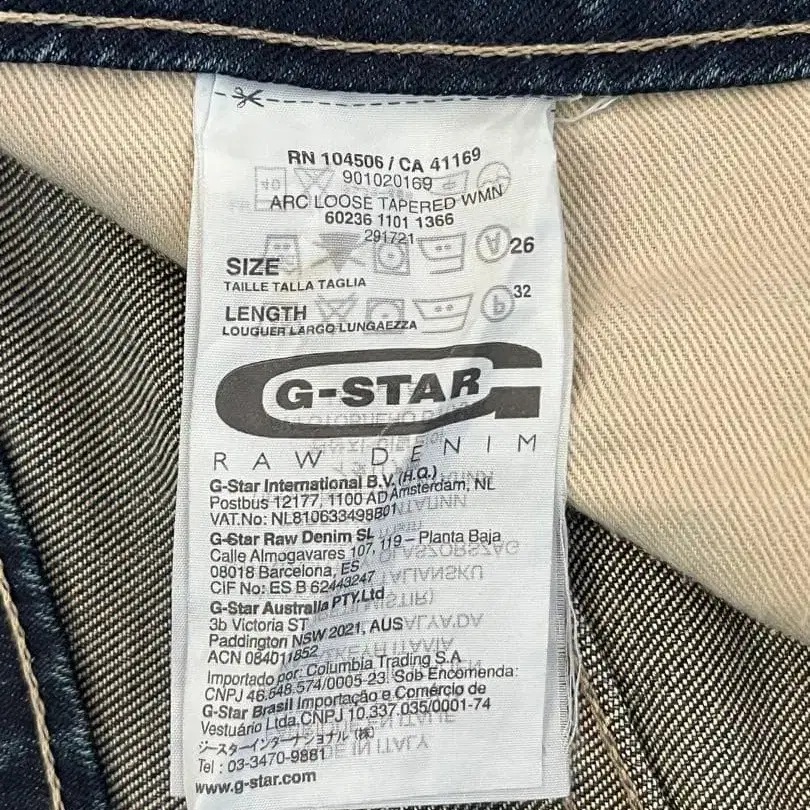 RN 104506 / CA 41169
901020169
ARC LOOSE TAPERED WMN
60236 1101 1366
291721
SIZE 26
TAILLE TALLA TAGLIA
LENGTH 32
LOUGUER LARGO LUNGAEZZA
G-STAR
RAW DENIM
G-Star International B.V. (H.Q.)
Postbus 12177, 1100 AD Amsterdam, NL
VAT.No: NL810633498B01
G-Star Raw Denim SL
Calle Almogavares 107, 119 – Planta Baja
08018 Barcelona, ES
CIF No: ES B 62443247
G-Star Australia PTY.Ltd
3b Victoria ST
Paddington NSW 2021, AUS
ACN 084011852
Importado por: Columbia Trading S.A
CNPJ 46.548.574/0005-23. Sob Encomenda:
G-Star Brasil Importação e Comércio de
Vestuário Ltda.CNPJ 10.337.035/0001-74
ジースターインターナショナル (株)
Tel : 03-3470-9881
www.g-star.com